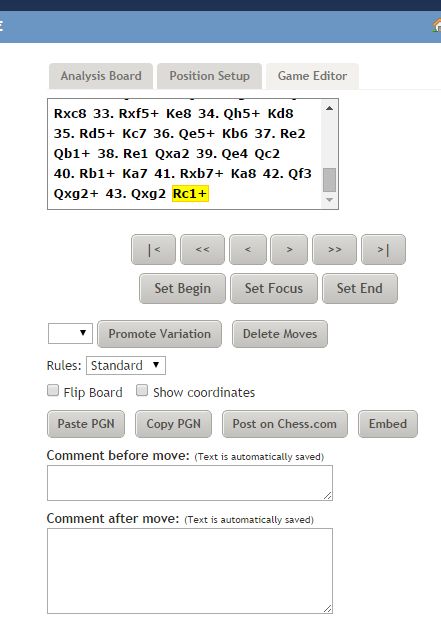 Analysis Board Position Setup Game Editor
Rxc8 33. Rxf5+ Ke8 34. Qh5+ Kd8
35. Rd5+ Kc7 36. Qe5+ Kb6 37. Re2
Qb1+ 38. Re1 Qxa2 39. Qe4 Qc2
40. Rb1+ Ka7 41. Rxb7+ Ka8 42. Qf3
Qxg2+ 43. Qxg2 Rc1+
|< << < > >> >|
Set Begin Set Focus Set End
Promote Variation Delete Moves
Rules: Standard
Flip Board Show coordinates
Paste PGN Copy PGN Post on Chess.com Embed
Comment before move: (Text is automatically saved)
Comment after move: (Text is automatically saved)